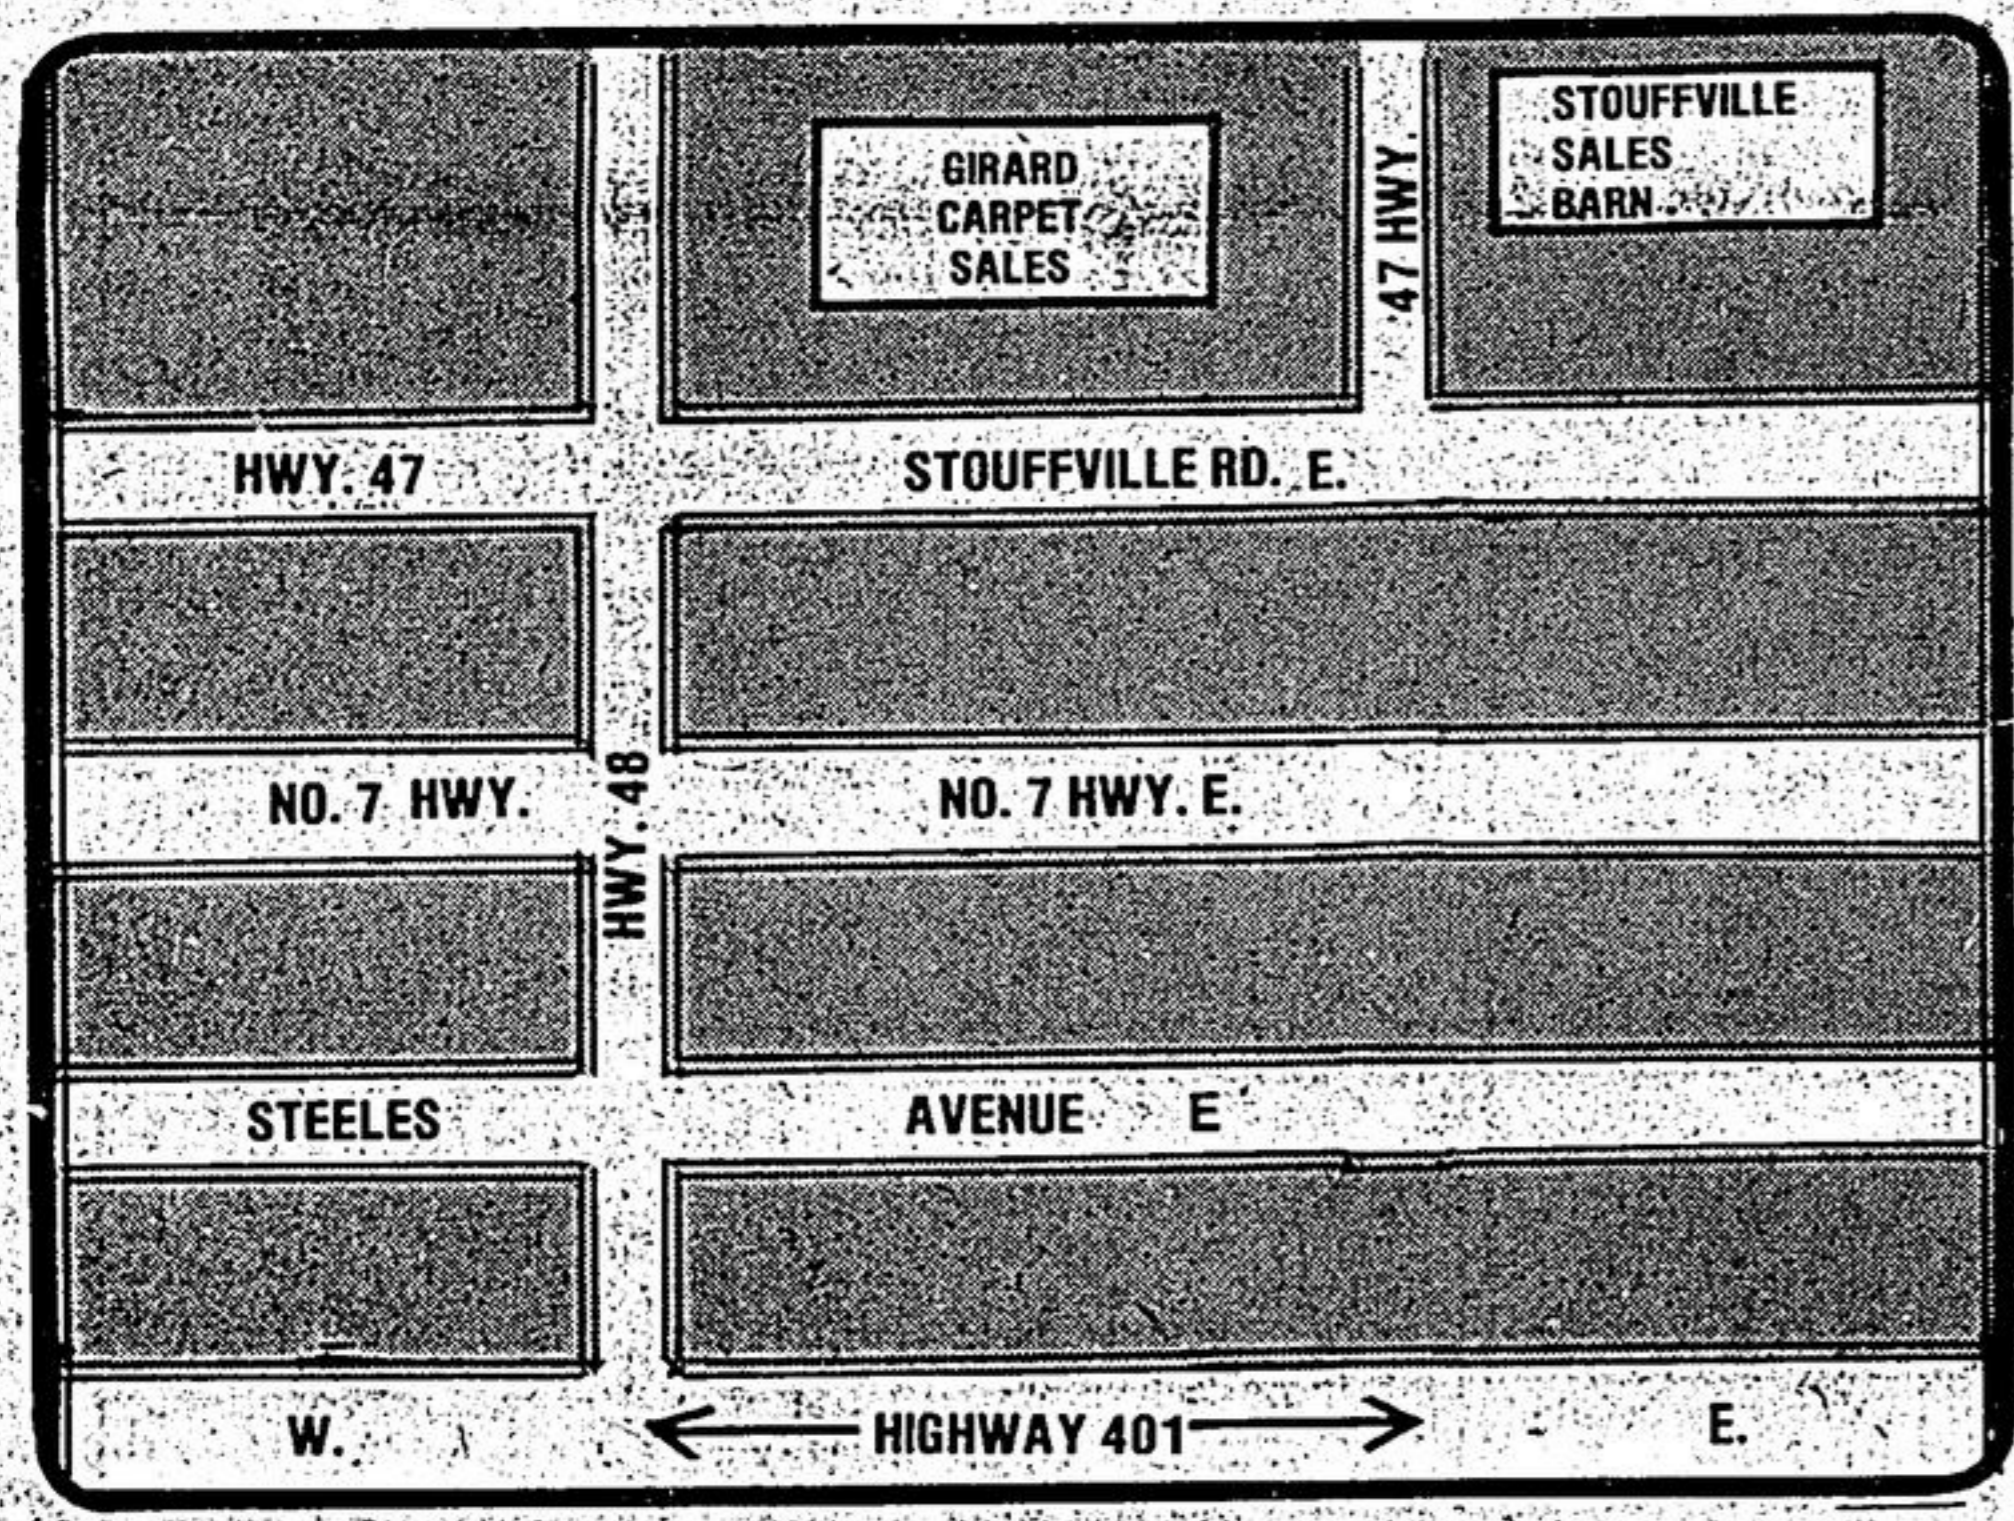 STOUFFVILLE
SALES
BARN
GIRARD
CARPET
SALES
47 HWY.
HWY. 47 STOUFFVILLE RD. E.
NO. 7 HWY. NO. 7 HWY. E.
HWY. 48
STEELES AVENUE E
W. HIGHWAY 401 E.